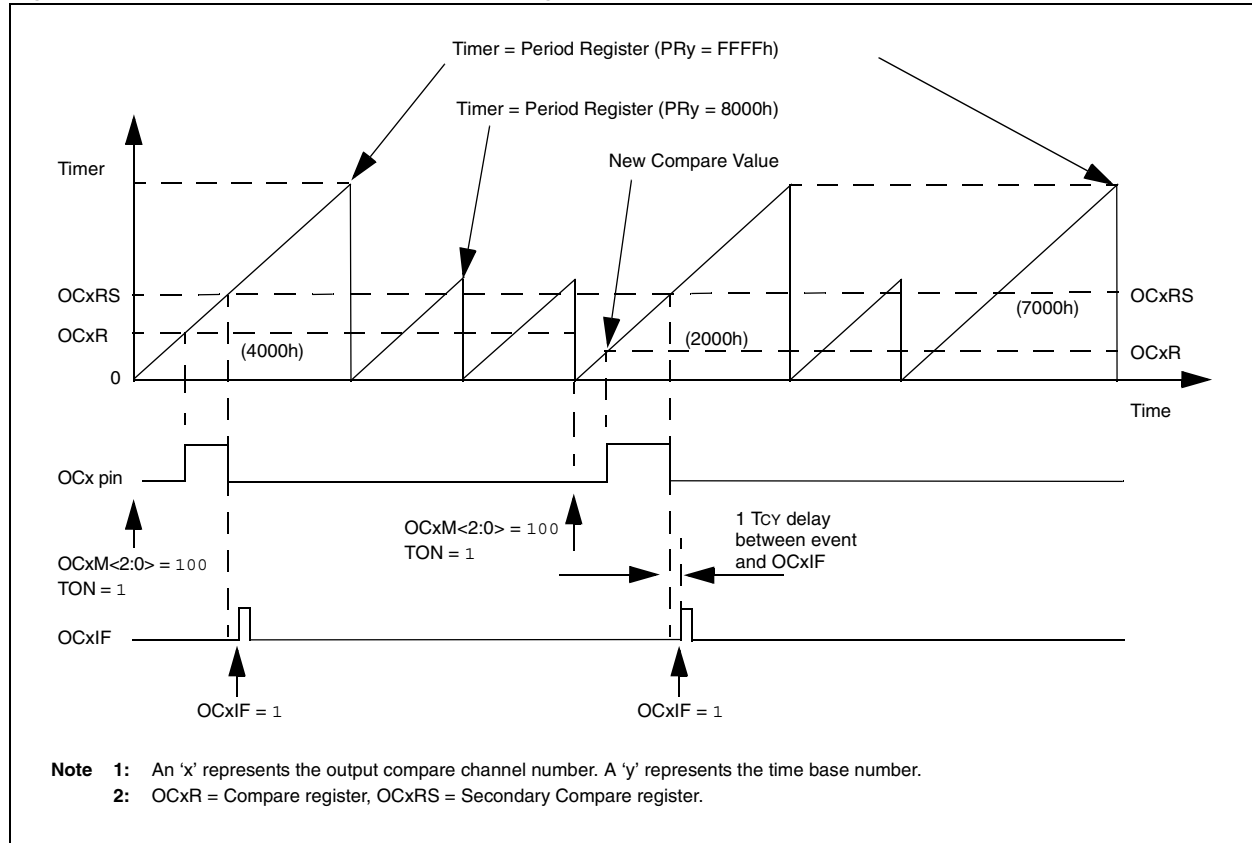 Timer = Period Register (PRy = FFFFh)
Timer = Period Register (PRy = 8000h)
New Compare Value
Timer
OCxRS
OCxRS
(7000h)
OCxR
(4000h)
(2000h)
OCxR
0
Time
OCx pin
OCxM<2:0> = 100
TON = 1
OCxM<2:0> = 100
TON = 1
1 TCY delay
between event
and OCxIF
OCxIF
OCxIF = 1
OCxIF = 1
Note 1: An ‘x’ represents the output compare channel number. A ‘y’ represents the time base number.
2: OCxR = Compare register, OCxRS = Secondary Compare register.